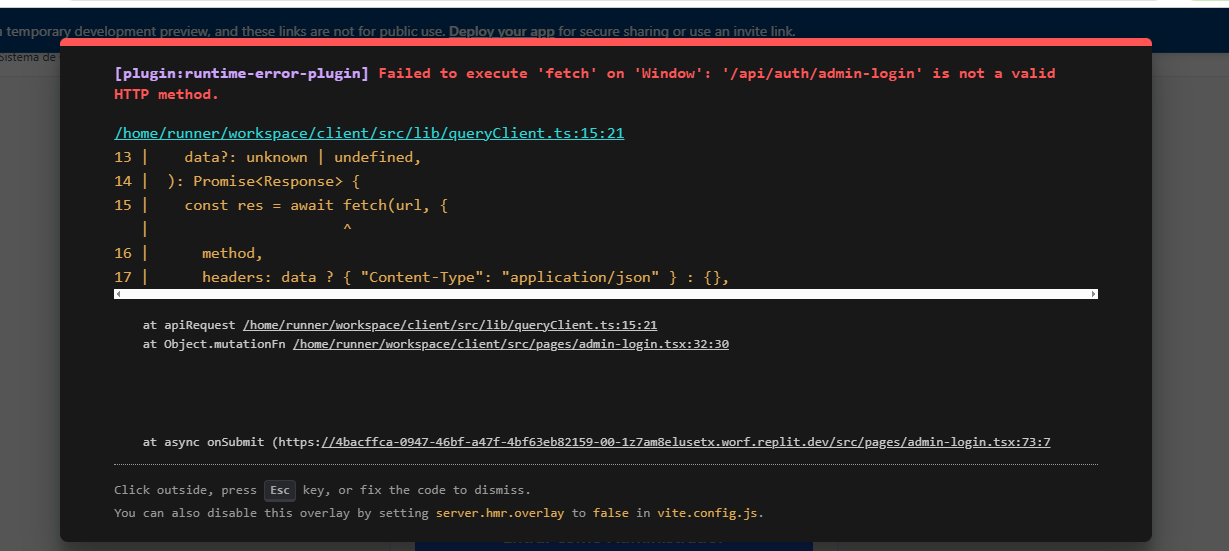 temporary development preview, and these links are not for public use. Deploy your app for secure sharing or use an invite link.
Sistema de
[plugin:runtime-error-plugin] Failed to execute 'fetch' on 'Window': '/api/auth/admin-login' is not a valid
HTTP method.
/home/runner/workspace/client/src/lib/queryClient.ts:15:21
13 |    data?: unknown | undefined,
14 |  ): Promise<Response> {
15 |    const res = await fetch(url, {
   |                      ^
16 |      method,
17 |      headers: data ? { "Content-Type": "application/json" } : {},
at apiRequest /home/runner/workspace/client/src/lib/queryClient.ts:15:21
at Object.mutationFn /home/runner/workspace/client/src/pages/admin-login.tsx:32:30
at async onSubmit (https://4bacffca-0947-46bf-a47f-4bf63eb82159-00-1z7am8elusetx.worf.replit.dev/src/pages/admin-login.tsx:73:7
Click outside, press Esc key, or fix the code to dismiss.
You can also disable this overlay by setting server.hmr.overlay to false in vite.config.js.